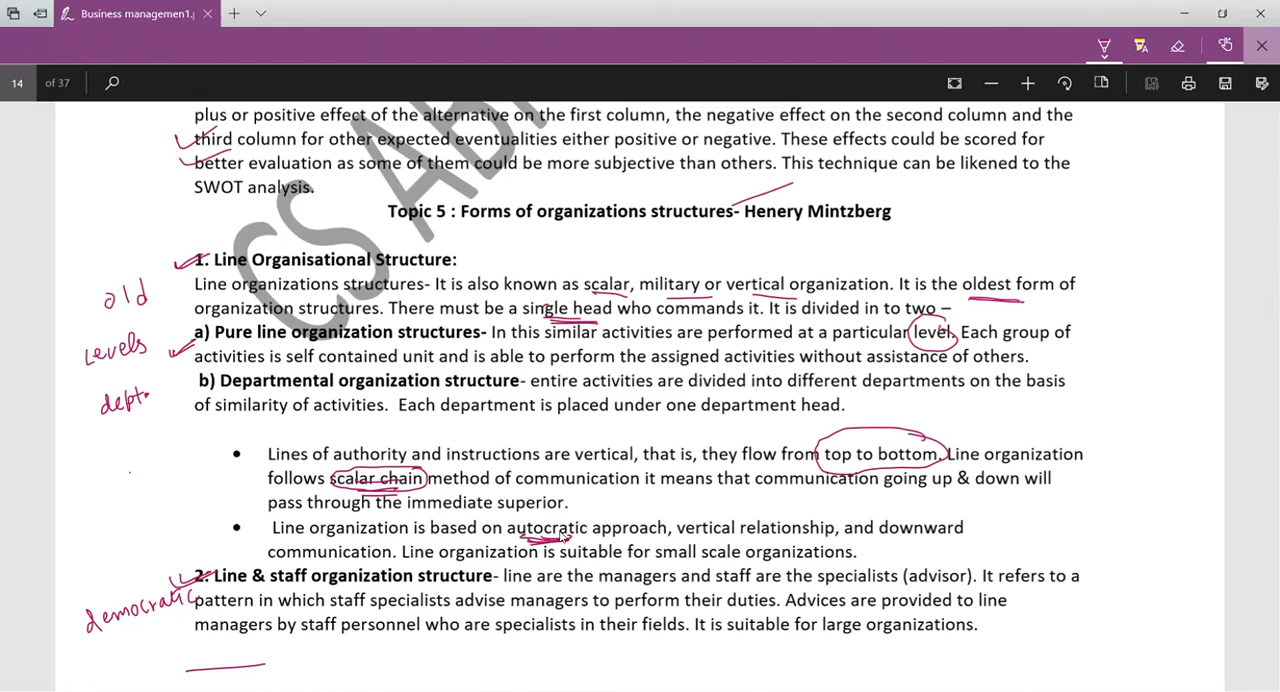 Business managemen1.
14 of 37
plus or positive effect of the alternative on the first column, the negative effect on the second column and the
third column for other expected eventualities either positive or negative. These effects could be scored for
better evaluation as some of them could be more subjective than others. This technique can be likened to the
SWOT analysis.
Topic 5 : Forms of organizations structures- Henery Mintzberg
1. Line Organisational Structure:
Line organizations structures- It is also known as scalar, military or vertical organization. It is the oldest form of
old
organization structures. There must be a single head who commands it. It is divided in to two –
a) Pure line organization structures- In this similar activities are performed at a particular level. Each group of
Levels
activities is self contained unit and is able to perform the assigned activities without assistance of others.
b) Departmental organization structure- entire activities are divided into different departments on the basis
dept.
of similarity of activities. Each department is placed under one department head.
• Lines of authority and instructions are vertical, that is, they flow from top to bottom. Line organization
follows scalar chain method of communication it means that communication going up & down will
pass through the immediate superior.
• Line organization is based on autocratic approach, vertical relationship, and downward
communication. Line organization is suitable for small scale organizations.
2. Line & staff organization structure- line are the managers and staff are the specialists (advisor). It refers to a
democratic
pattern in which staff specialists advise managers to perform their duties. Advices are provided to line
managers by staff personnel who are specialists in their fields. It is suitable for large organizations.